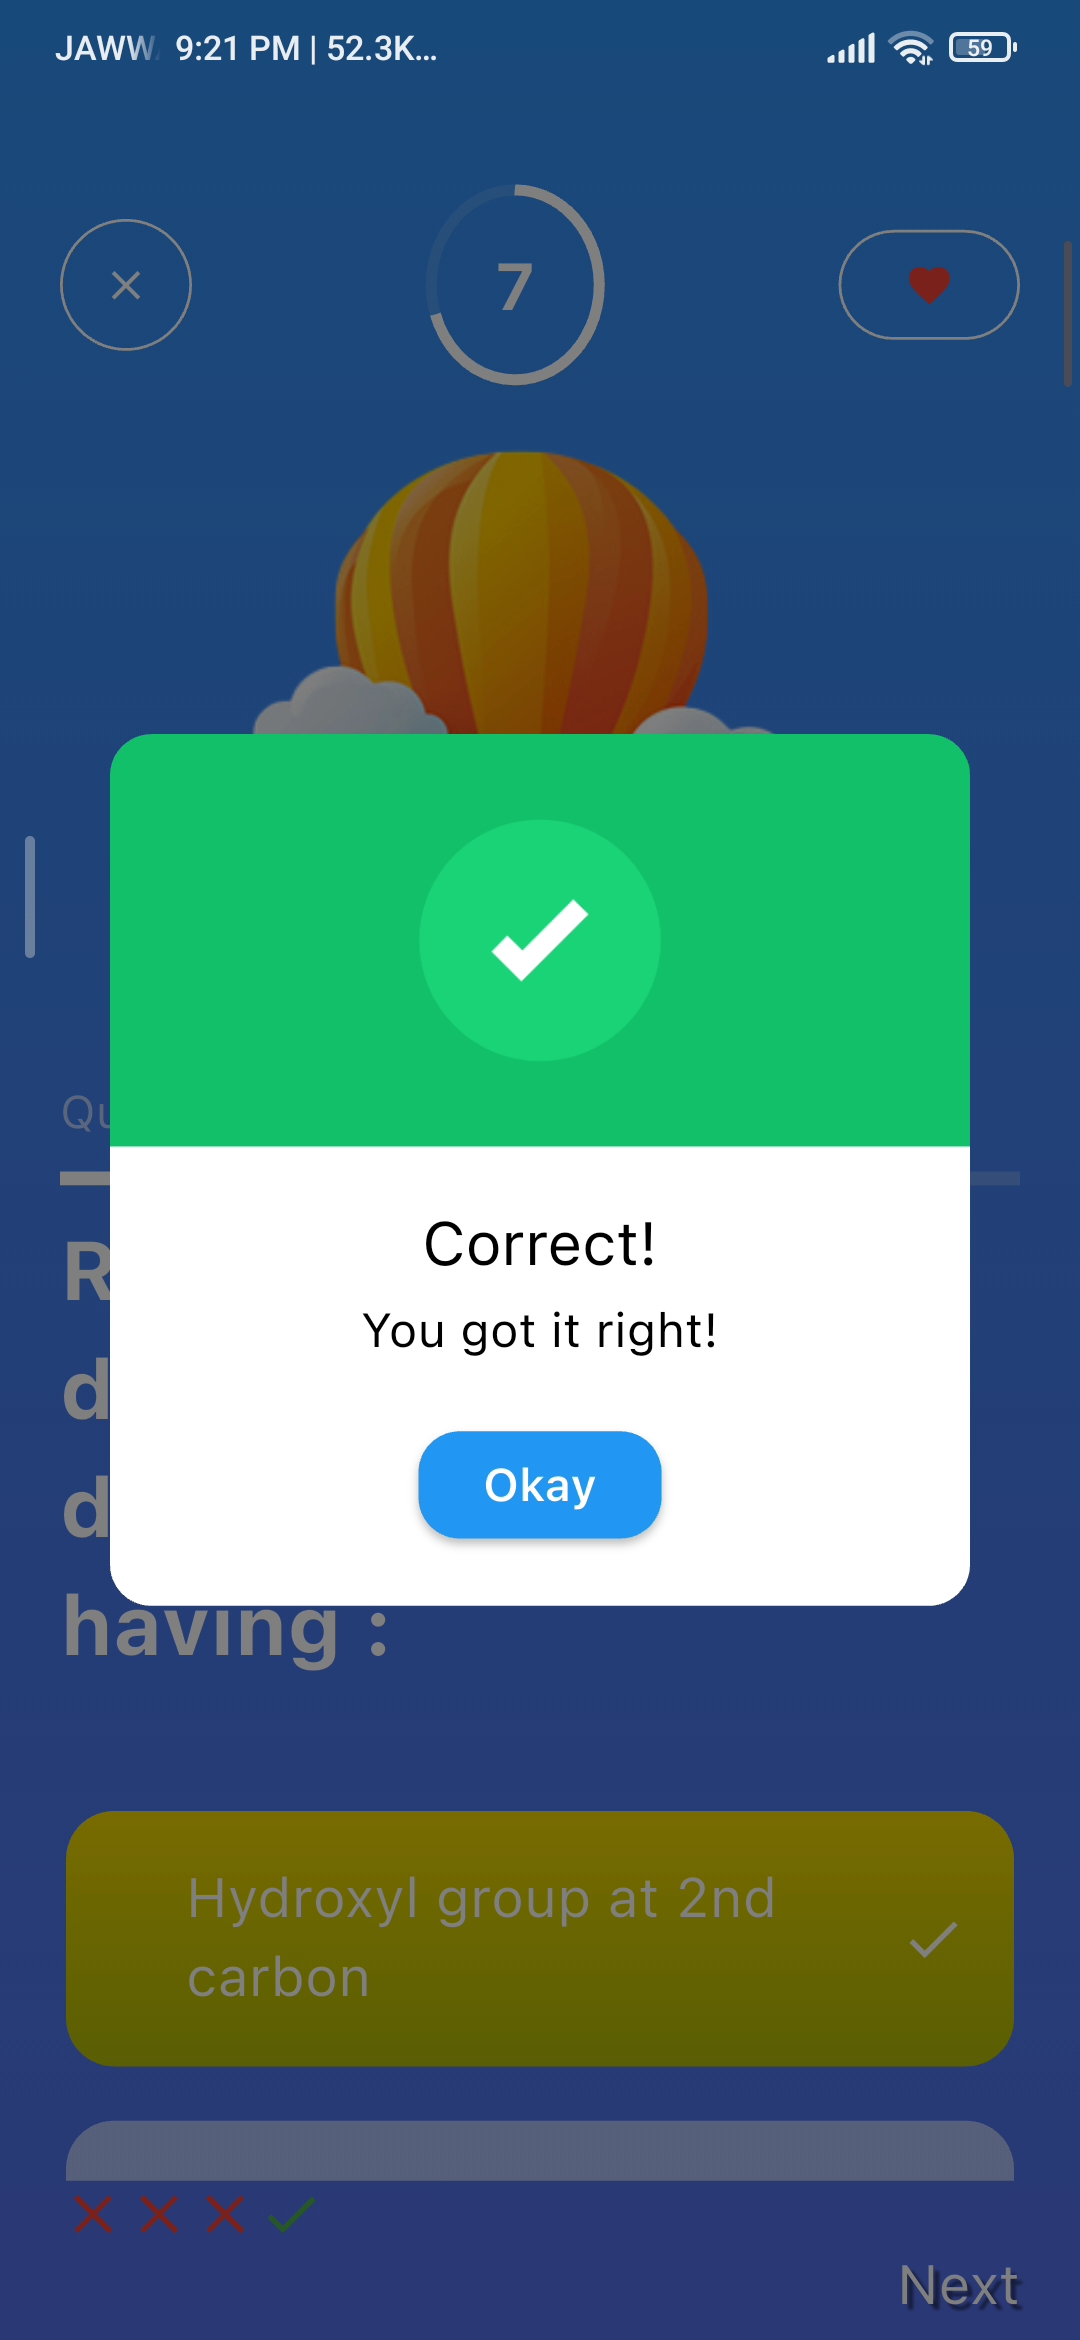 JAWW 9:21 PM | 52.3K... 59
7
Correct!
You got it right!
Okay
having :
Hydroxyl group at 2nd
carbon
Next